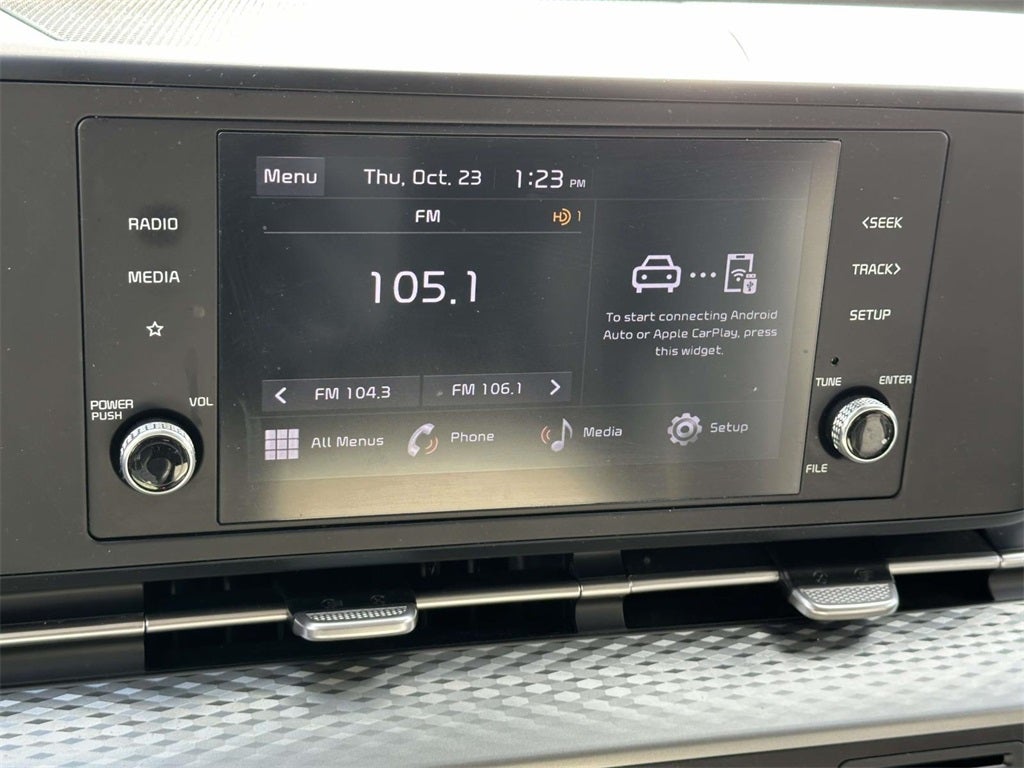 Menu Thu, Oct. 23 1:23 PM
FM HD 1
105.1
To start connecting Android
Auto or Apple CarPlay, press
this widget.
< FM 104.3 FM 106.1 >
All Menus Phone Media Setup
RADIO
MEDIA
POWER
PUSH
VOL
<SEEK
TRACK>
SETUP
TUNE
ENTER
FILE